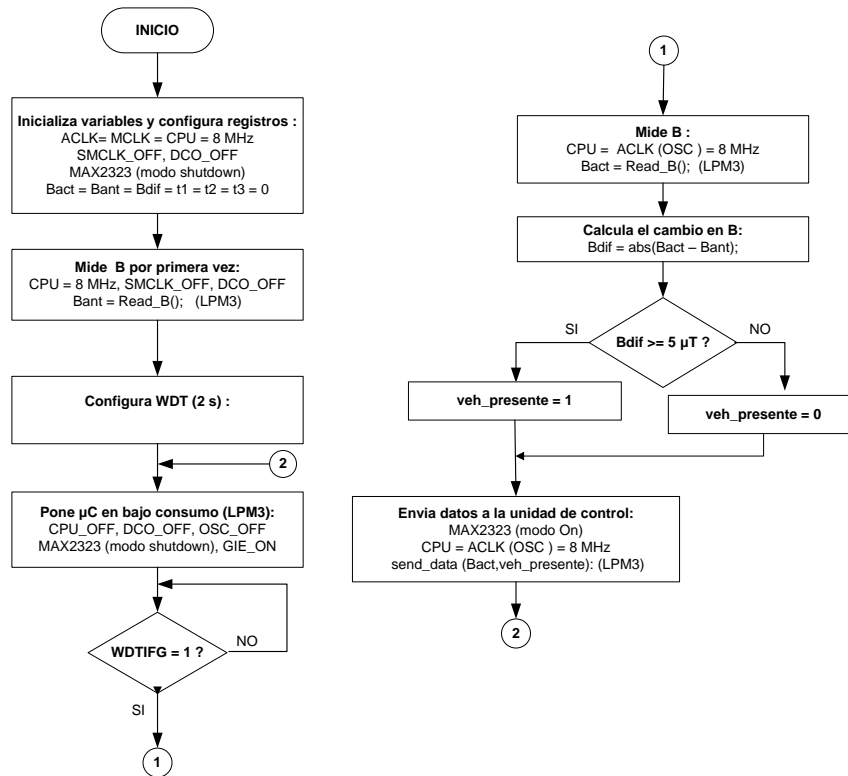 INICIO
Inicializa variables y configura registros :
ACLK= MCLK = CPU = 8 MHz
SMCLK_OFF, DCO_OFF
MAX2323 (modo shutdown)
Bact = Bant = Bdif = t1 = t2 = t3 = 0
Mide B por primera vez:
CPU = 8 MHz, SMCLK_OFF, DCO_OFF
Bant = Read_B(); (LPM3)
Configura WDT (2 s) :
2
Pone µC en bajo consumo (LPM3):
CPU_OFF, DCO_OFF, OSC_OFF
MAX2323 (modo shutdown), GIE_ON
WDTIFG = 1 ?
NO
SI
1
1
Mide B :
CPU = ACLK (OSC ) = 8 MHz
Bact = Read_B(); (LPM3)
Calcula el cambio en B:
Bdif = abs(Bact – Bant);
Bdif >= 5 µT ?
SI
NO
veh_presente = 1
veh_presente = 0
Envia datos a la unidad de control:
MAX2323 (modo On)
CPU = ACLK (OSC ) = 8 MHz
send_data (Bact,veh_presente): (LPM3)
2